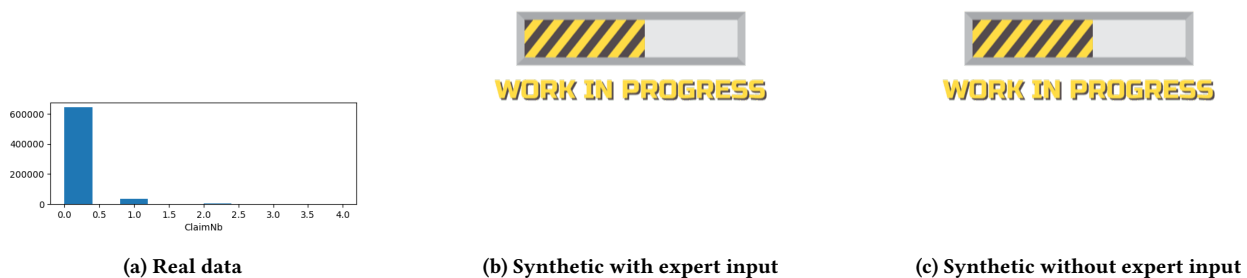 WORK IN PROGRESS
WORK IN PROGRESS
600000
400000
200000
0
0.0 0.5 1.0 1.5 2.0 2.5 3.0 3.5 4.0
ClaimNb
(a) Real data
(b) Synthetic with expert input
(c) Synthetic without expert input